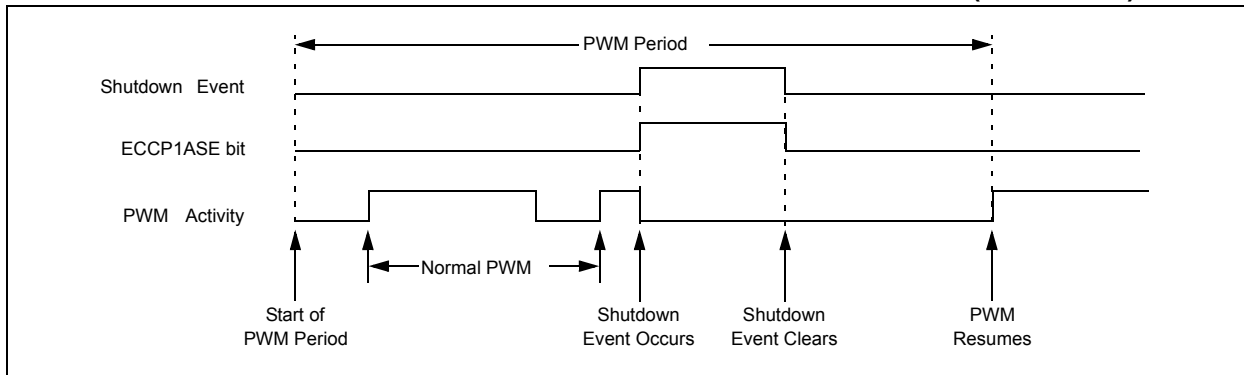 PWM Period
Shutdown Event
ECCP1ASE bit
PWM Activity
Normal PWM
Start of
PWM Period
Shutdown
Event Occurs
Shutdown
Event Clears
PWM
Resumes